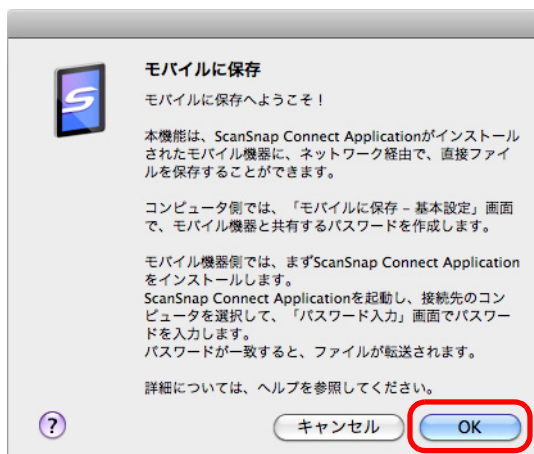 モバイルに保存
モバイルに保存へようこそ！
本機能は、ScanSnap Connect Applicationがインストール
されたモバイル機器に、ネットワーク経由で、直接ファイ
ルを保存することができます。
コンピュータ側では、「モバイルに保存 – 基本設定」画面
で、モバイル機器と共有するパスワードを作成します。
モバイル機器側では、まずScanSnap Connect Application
をインストールします。
ScanSnap Connect Applicationを起動し、接続先のコン
ピュータを選択して、「パスワード入力」画面でパスワー
ドを入力します。
パスワードが一致すると、ファイルが転送されます。
詳細については、ヘルプを参照してください。
? キャンセル OK